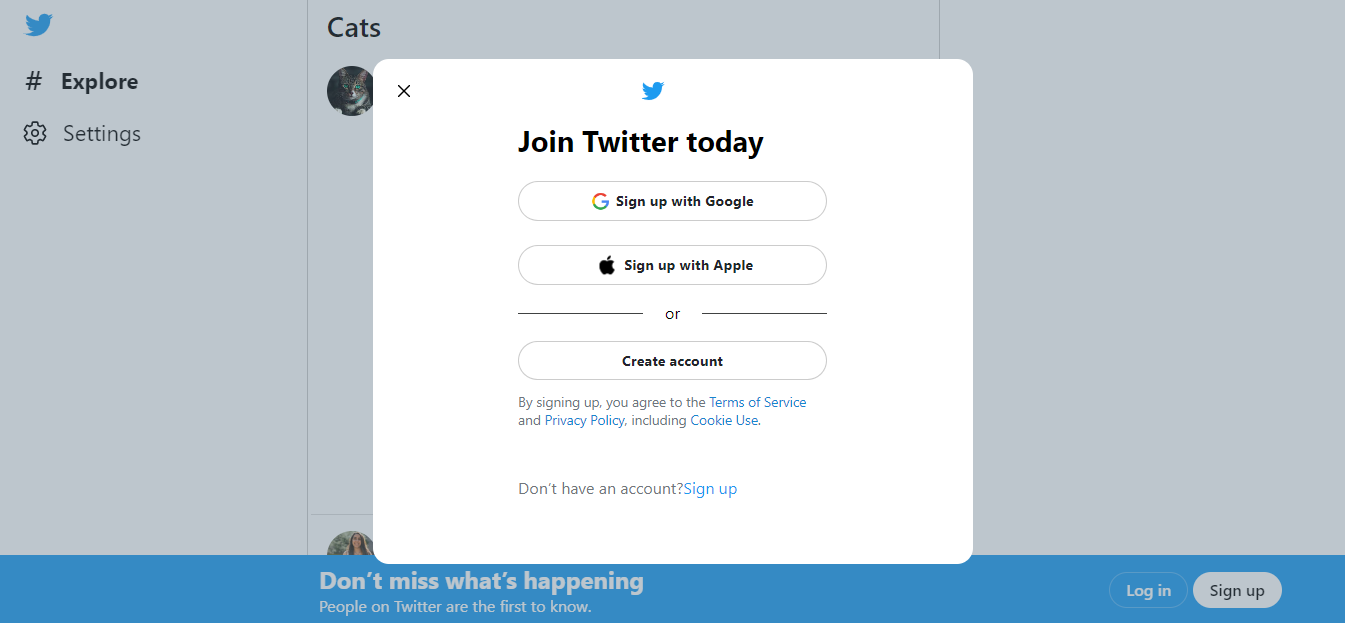 Cats
# Explore
Settings
Join Twitter today
Sign up with Google
Sign up with Apple
or
Create account
By signing up, you agree to the Terms of Service
and Privacy Policy, including Cookie Use.
Don’t have an account?Sign up
Don’t miss what’s happening
People on Twitter are the first to know.
Log in
Sign up